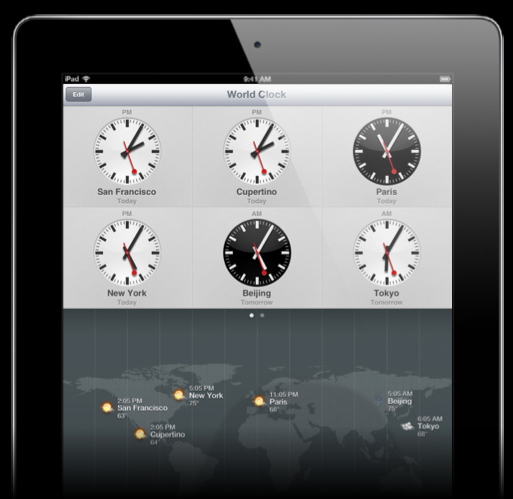 iPad 9:41 AM
Edit World Clock
PM PM PM
San Francisco Cupertino Paris
Today Today Today
PM AM AM
New York Beijing Tokyo
Today Tomorrow Tomorrow
5:05 PM
New York
75°
2:05 PM
San Francisco
63°
11:05 PM
Paris
68°
5:05 AM
Beijing
75°
2:05 PM
Cupertino
64°
6:05 AM
Tokyo
68°